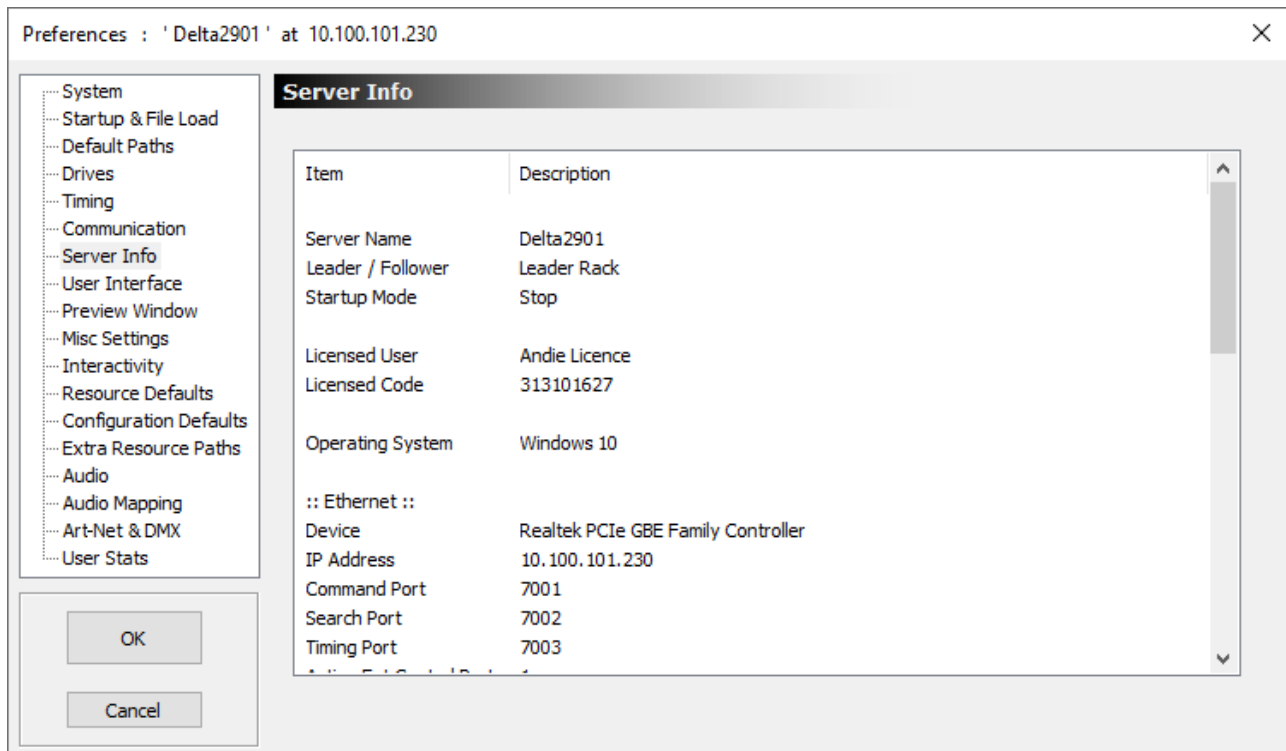 Preferences : ' Delta2901 ' at 10.100.101.230
System
Startup & File Load
Default Paths
Drives
Timing
Communication
Server Info
User Interface
Preview Window
Misc Settings
Interactivity
Resource Defaults
Configuration Defaults
Extra Resource Paths
Audio
Audio Mapping
Art-Net & DMX
User Stats
OK
Cancel
Server Info
Item Description
Server Name Delta2901
Leader / Follower Leader Rack
Startup Mode Stop
Licensed User Andie Licence
Licensed Code 313101627
Operating System Windows 10
:: Ethernet ::
Device Realtek PCIe GBE Family Controller
IP Address 10.100.101.230
Command Port 7001
Search Port 7002
Timing Port 7003